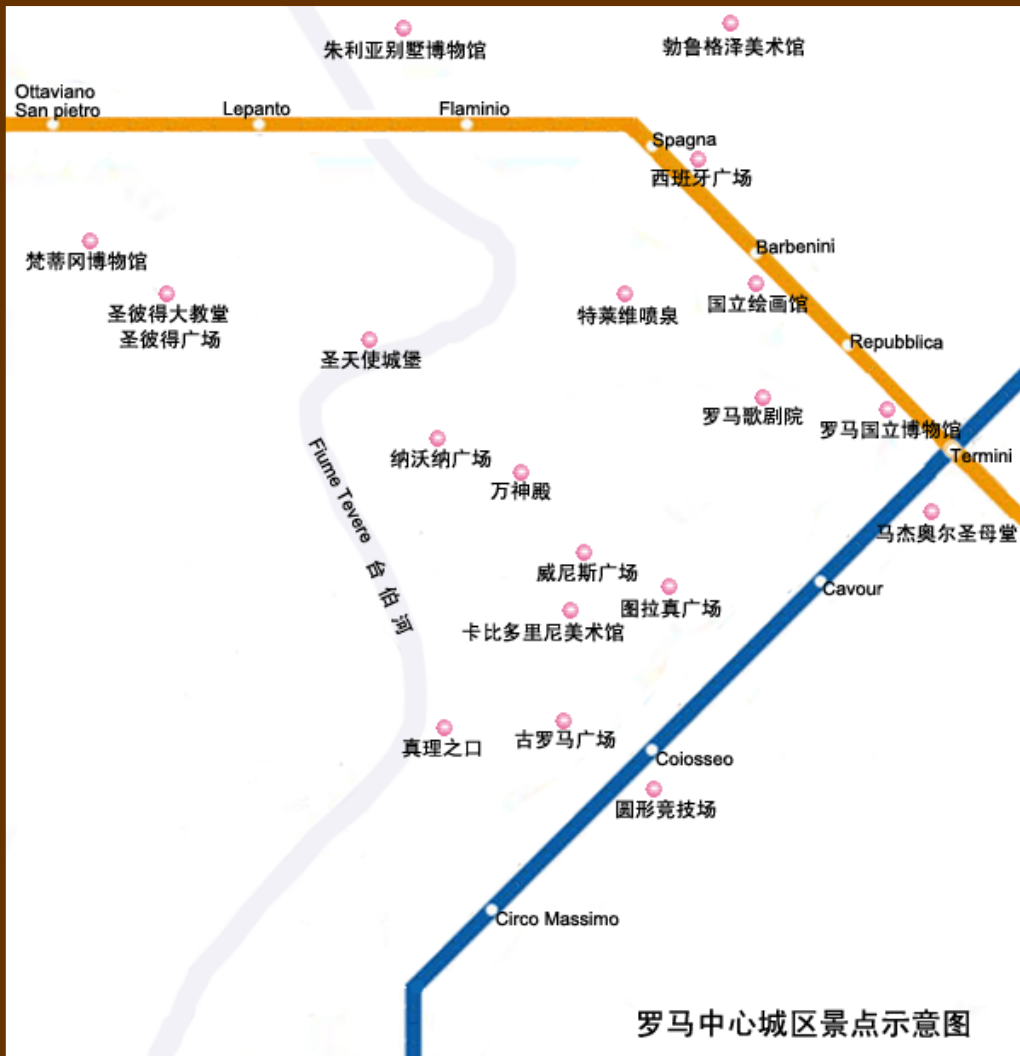 朱利亚别墅博物馆
勃鲁格泽美术馆
Ottaviano
San pietro
Lepanto
Flaminio
Spagna
西班牙广场
梵蒂冈博物馆
Barbenini
圣彼得大教堂
圣彼得广场
特莱维喷泉
国立绘画馆
圣天使城堡
Repubblica
罗马歌剧院
罗马国立博物馆
纳沃纳广场
Termini
万神殿
Fiume Tevere 台伯河
马杰奥尔圣母堂
威尼斯广场
Cavour
图拉真广场
卡比多里尼美术馆
真理之口
古罗马广场
Coiosseo
圆形竞技场
Circo Massimo
罗马中心城区景点示意图